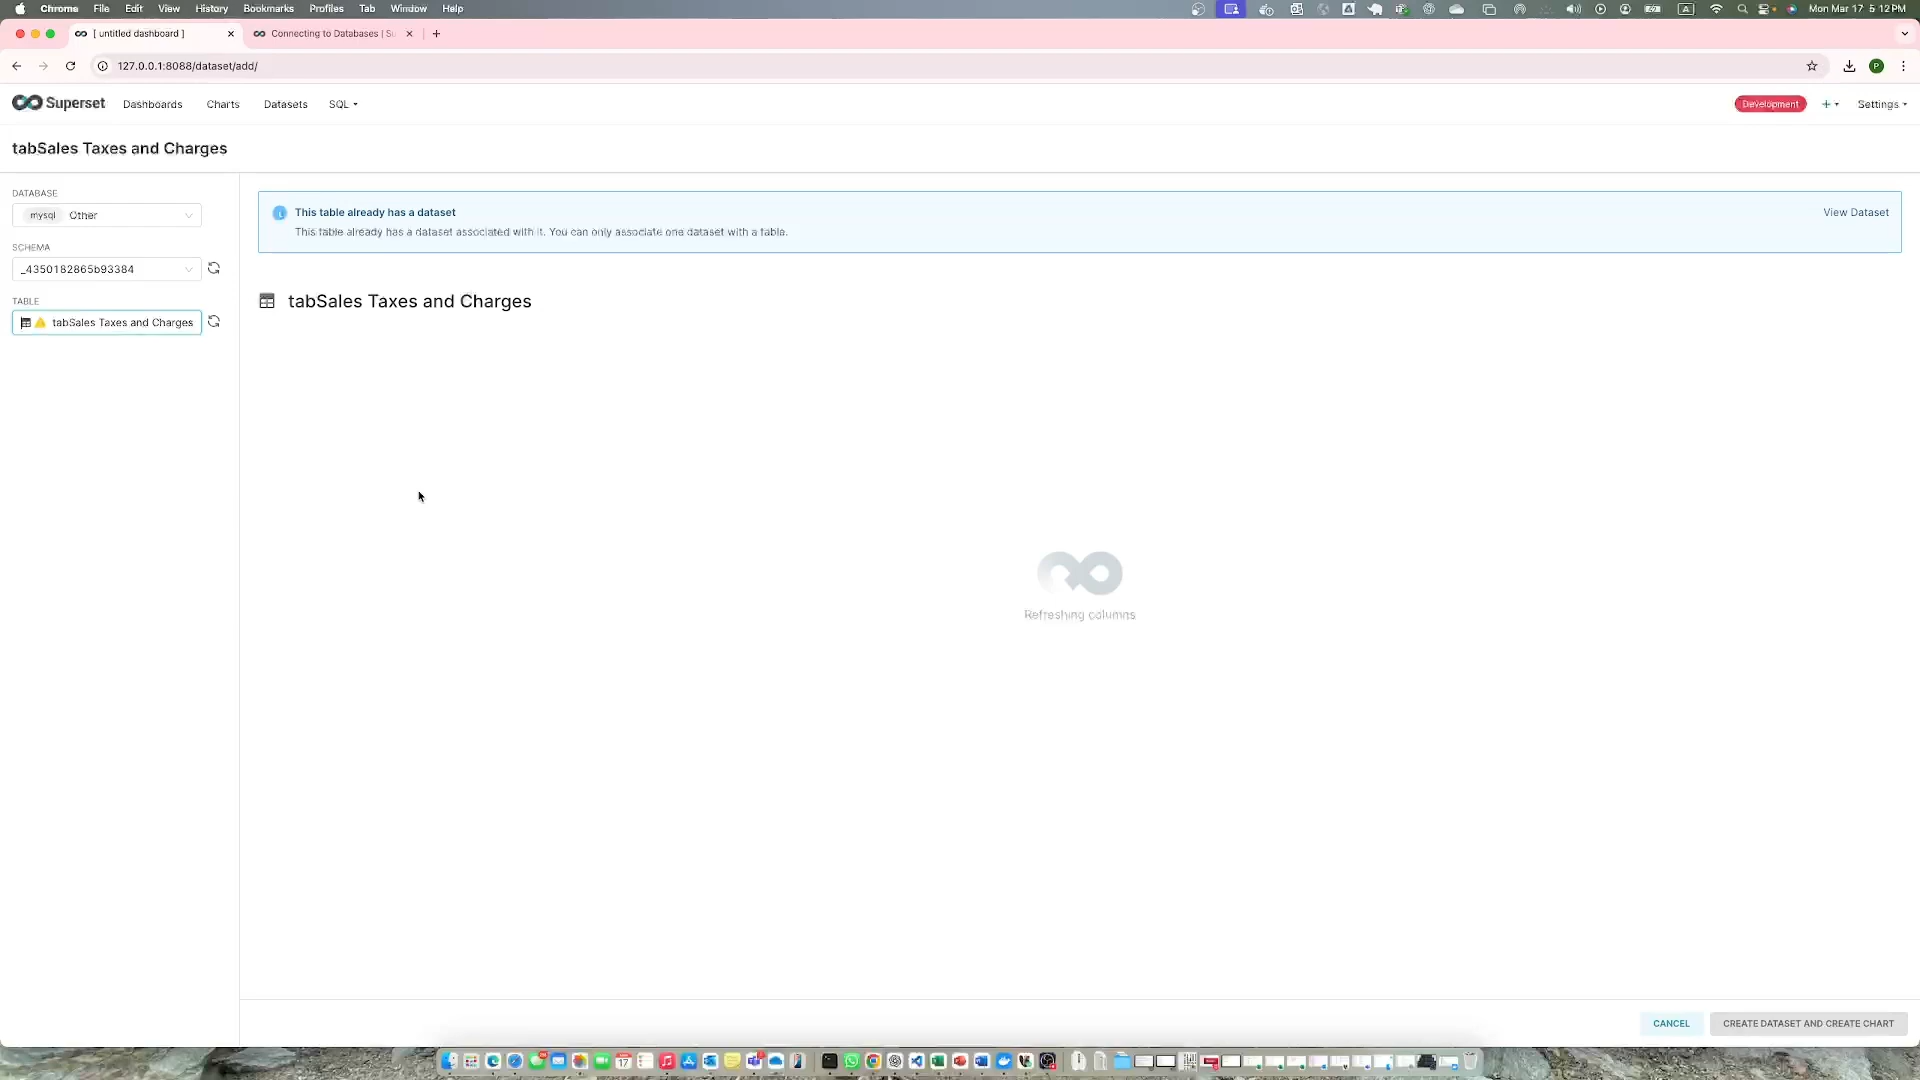 Chrome File Edit View History Bookmarks Profiles Tab Window Help
Mon Mar 17 5:12 PM
[ untitled dashboard ]
Connecting to Databases | Su
127.0.0.1:8088/dataset/add/
Superset Dashboards Charts Datasets SQL
Development
+
Settings
tabSales Taxes and Charges
DATABASE
mysql Other
SCHEMA
_4350182865b93384
TABLE
tabSales Taxes and Charges
This table already has a dataset
View Dataset
This table already has a dataset associated with it. You can only associate one dataset with a table.
tabSales Taxes and Charges
Refreshing columns
CANCEL
CREATE DATASET AND CREATE CHART